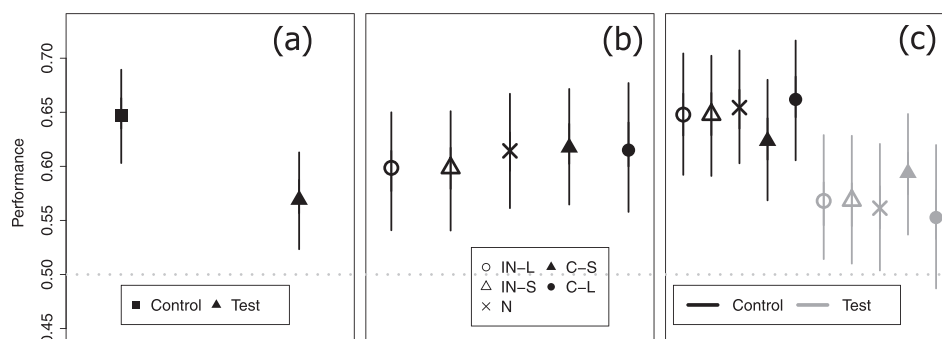 (a) (b) (c)
Performance
0.70
0.65
0.60
0.55
0.50
0.45
Control Test
IN–L C–S
IN–S C–L
N
Control Test